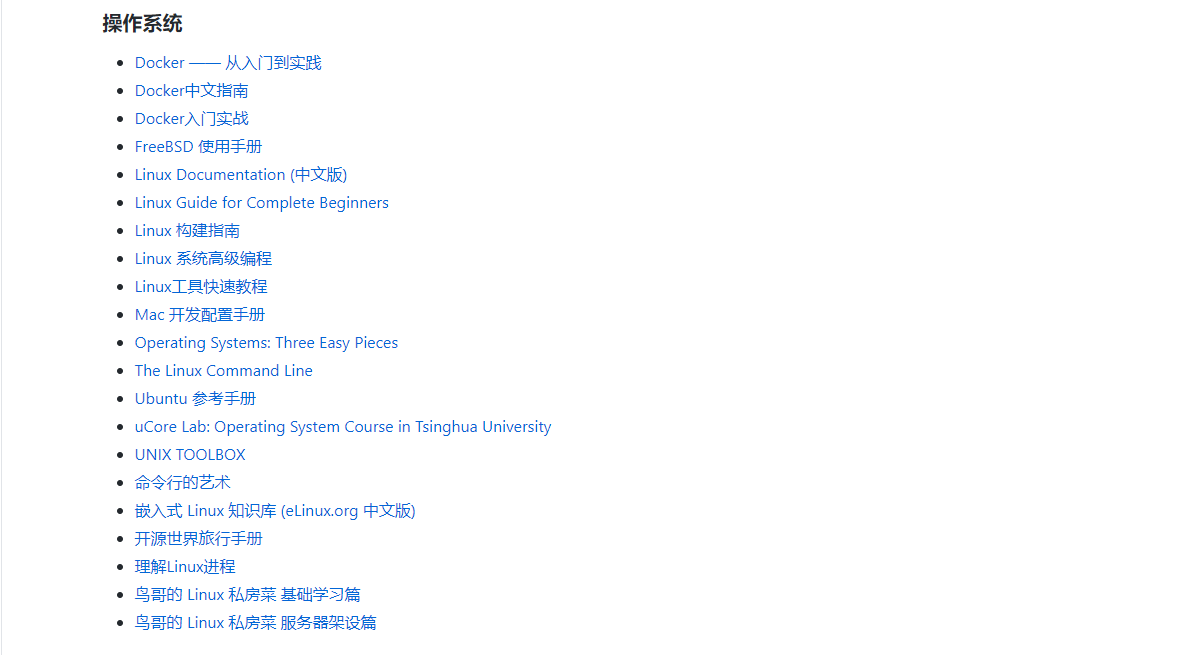 操作系统
Docker —— 从入门到实践
Docker中文指南
Docker入门实战
FreeBSD 使用手册
Linux Documentation (中文版)
Linux Guide for Complete Beginners
Linux 构建指南
Linux 系统高级编程
Linux工具快速教程
Mac 开发配置手册
Operating Systems: Three Easy Pieces
The Linux Command Line
Ubuntu 参考手册
uCore Lab: Operating System Course in Tsinghua University
UNIX TOOLBOX
命令行的艺术
嵌入式 Linux 知识库 (eLinux.org 中文版)
开源世界旅行手册
理解Linux进程
鸟哥的 Linux 私房菜 基础学习篇
鸟哥的 Linux 私房菜 服务器架设篇